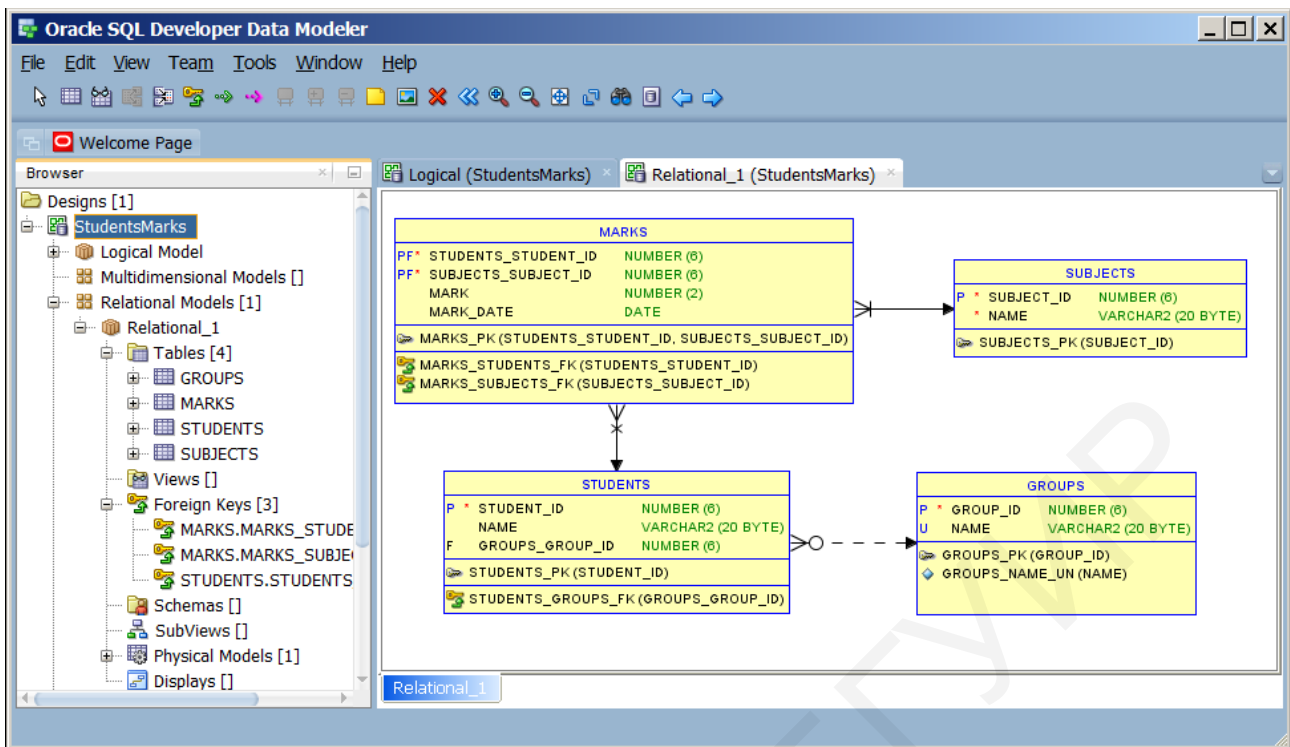 Oracle SQL Developer Data Modeler
File Edit View Team Tools Window Help
Welcome Page
Browser
Designs [1]
StudentsMarks
Logical Model
Multidimensional Models []
Relational Models [1]
Relational_1
Tables [4]
GROUPS
MARKS
STUDENTS
SUBJECTS
Views []
Foreign Keys [3]
MARKS.MARKS_STUDE
MARKS.MARKS_SUBJE
STUDENTS.STUDENTS
Schemas []
SubViews []
Physical Models [1]
Displays []
Logical (StudentsMarks)
Relational_1 (StudentsMarks)
MARKS
PF* STUDENTS_STUDENT_ID NUMBER (6)
PF* SUBJECTS_SUBJECT_ID NUMBER (6)
MARK NUMBER (2)
MARK_DATE DATE
MARKS_PK (STUDENTS_STUDENT_ID, SUBJECTS_SUBJECT_ID)
MARKS_STUDENTS_FK (STUDENTS_STUDENT_ID)
MARKS_SUBJECTS_FK (SUBJECTS_SUBJECT_ID)
SUBJECTS
P * SUBJECT_ID NUMBER (6)
* NAME VARCHAR2 (20 BYTE)
SUBJECTS_PK (SUBJECT_ID)
STUDENTS
P * STUDENT_ID NUMBER (6)
NAME VARCHAR2 (20 BYTE)
F GROUPS_GROUP_ID NUMBER (6)
STUDENTS_PK (STUDENT_ID)
STUDENTS_GROUPS_FK (GROUPS_GROUP_ID)
GROUPS
P * GROUP_ID NUMBER (6)
U NAME VARCHAR2 (20 BYTE)
GROUPS_PK (GROUP_ID)
GROUPS_NAME_UN (NAME)
Relational_1